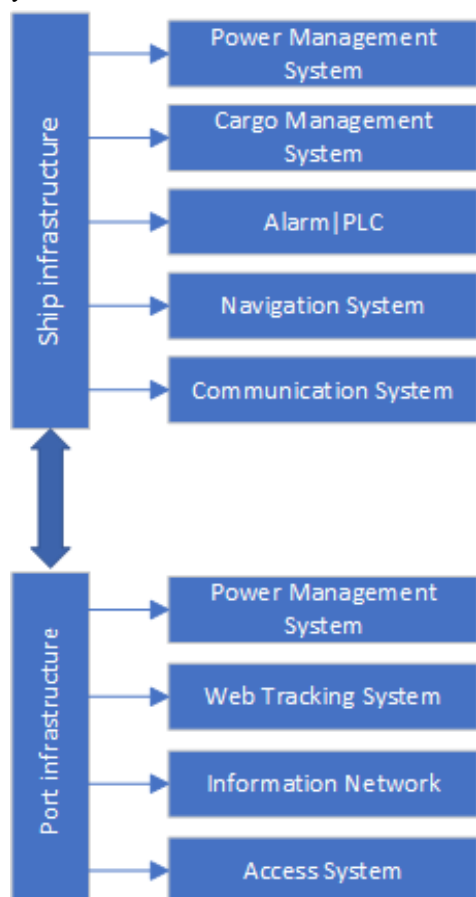 Ship infrastructure
Power Management
System
Cargo Management
System
Alarm|PLC
Navigation System
Communication System
Port infrastructure
Power Management
System
Web Tracking System
Information Network
Access System